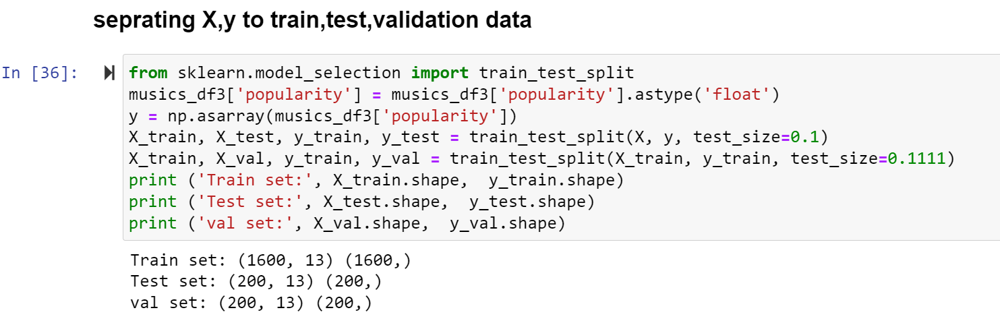 seprating X,y to train,test,validation data
In [36]:
from sklearn.model_selection import train_test_split
musics_df3['popularity'] = musics_df3['popularity'].astype('float')
y = np.asarray(musics_df3['popularity'])
X_train, X_test, y_train, y_test = train_test_split(X, y, test_size=0.1)
X_train, X_val, y_train, y_val = train_test_split(X_train, y_train, test_size=0.1111)
print ('Train set:', X_train.shape,  y_train.shape)
print ('Test set:', X_test.shape,  y_test.shape)
print ('val set:', X_val.shape,  y_val.shape)
Train set: (1600, 13) (1600,)
Test set: (200, 13) (200,)
val set: (200, 13) (200,)